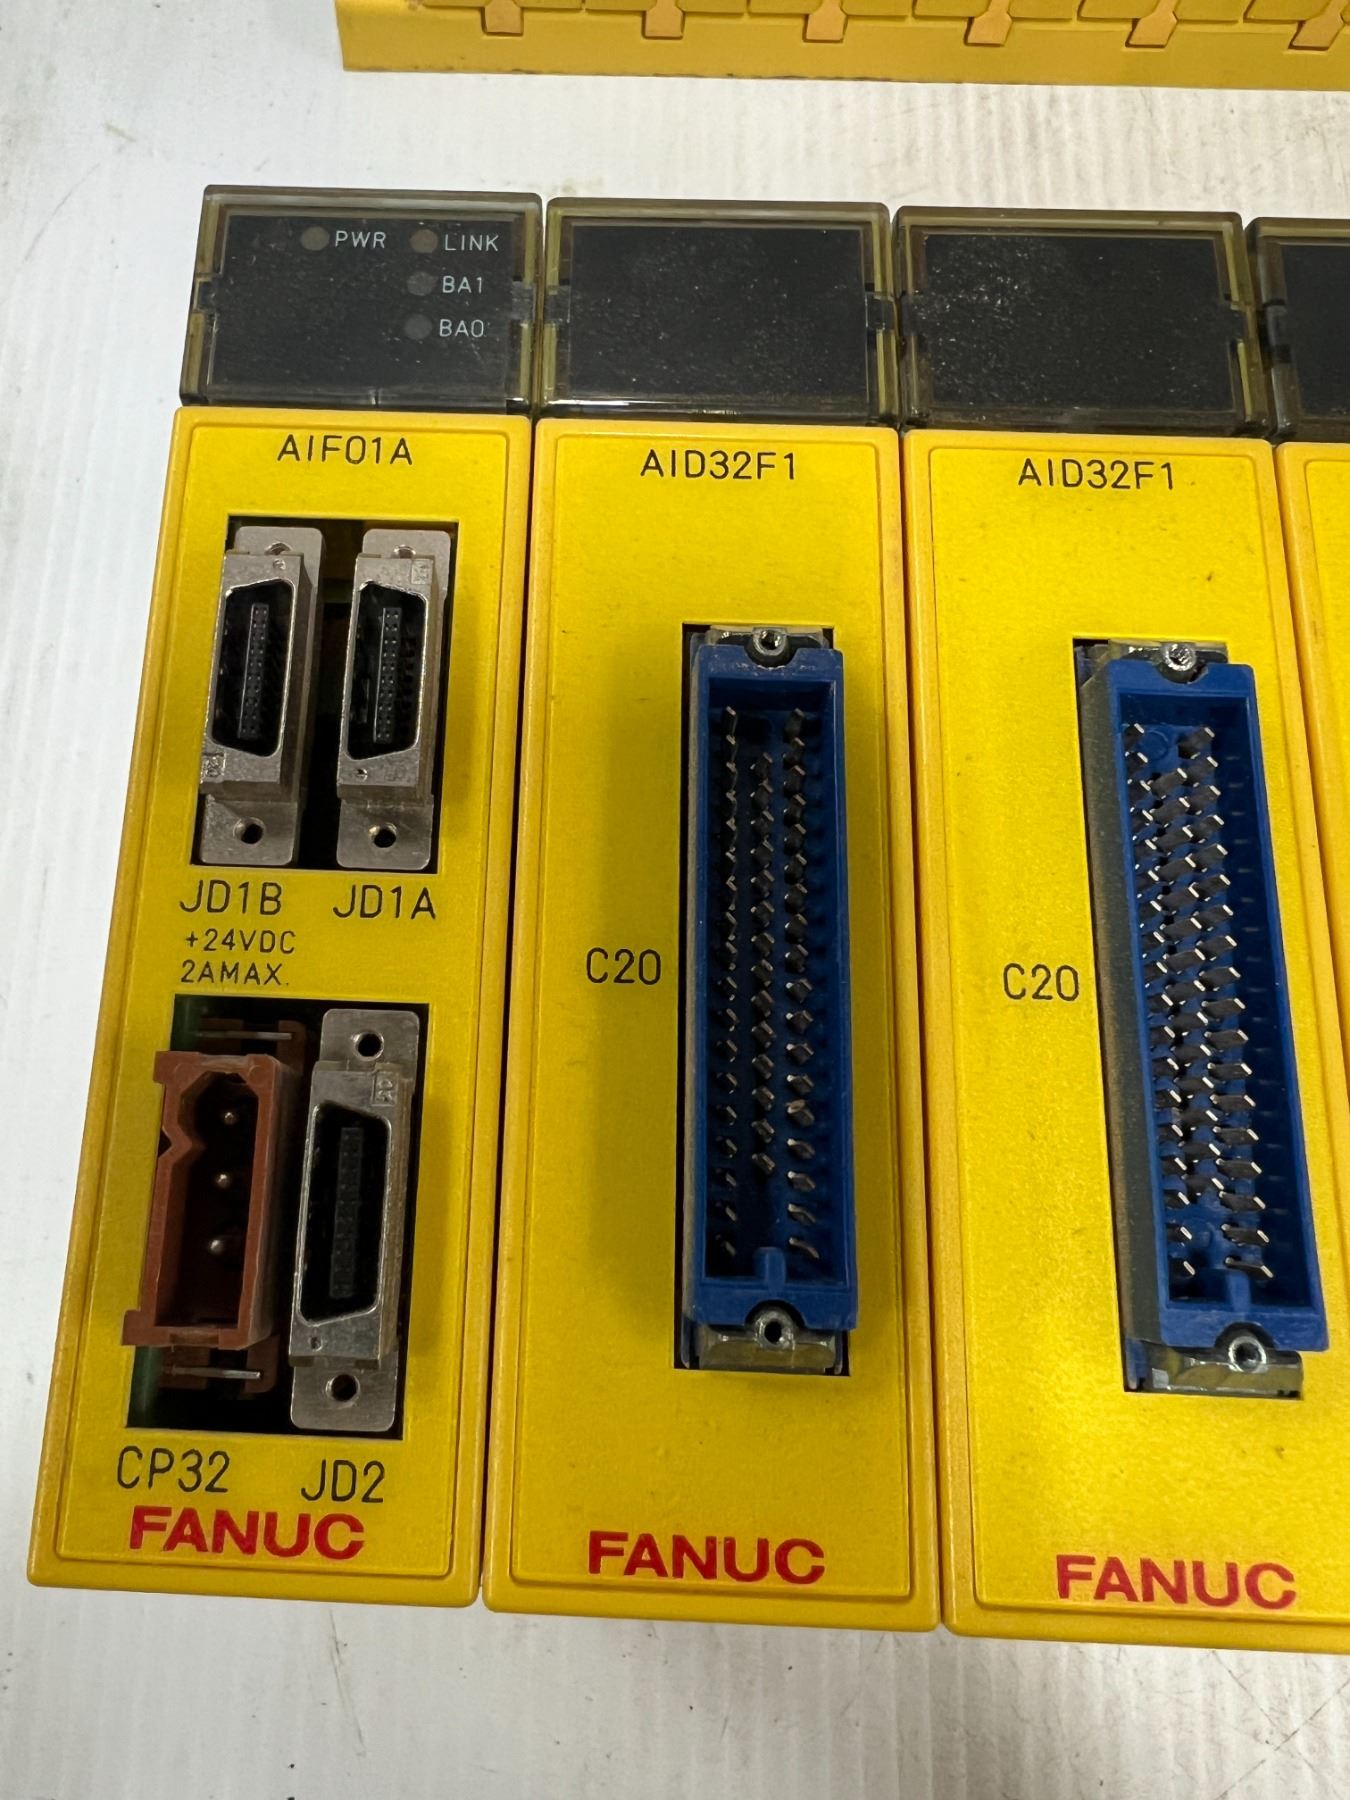 PWR LINK
BA1
BA0
AIF01A
JD1B JD1A
+24VDC
2AMAX.
CP32 JD2
FANUC
AID32F1
C20
FANUC
AID32F1
C20
FANUC